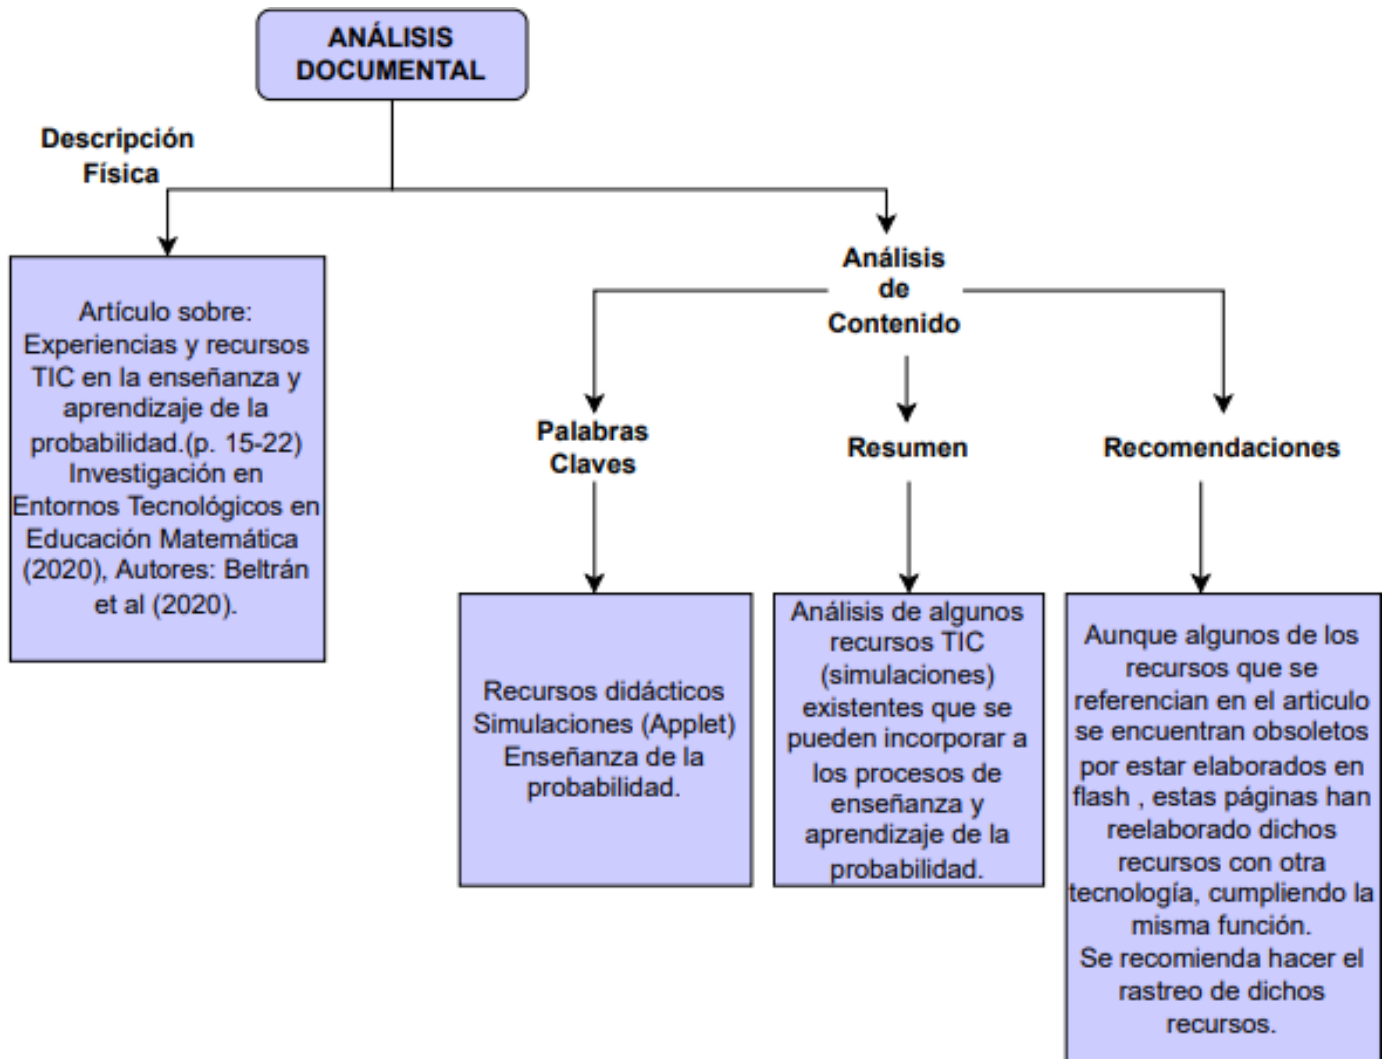 ANÁLISIS
DOCUMENTAL
Descripción
Física
Artículo sobre:
Experiencias y recursos
TIC en la enseñanza y
aprendizaje de la
probabilidad.(p. 15-22)
Investigación en
Entornos Tecnológicos en
Educación Matemática
(2020), Autores: Beltrán
et al (2020).
Análisis
de
Contenido
Palabras
Claves
Resumen
Recomendaciones
Recursos didácticos
Simulaciones (Applet)
Enseñanza de la
probabilidad.
Análisis de algunos
recursos TIC
(simulaciones)
existentes que se
pueden incorporar a
los procesos de
enseñanza y
aprendizaje de la
probabilidad.
Aunque algunos de los
recursos que se
referencian en el articulo
se encuentran obsoletos
por estar elaborados en
flash , estas páginas han
reelaborado dichos
recursos con otra
tecnología, cumpliendo la
misma función.
Se recomienda hacer el
rastreo de dichos
recursos.